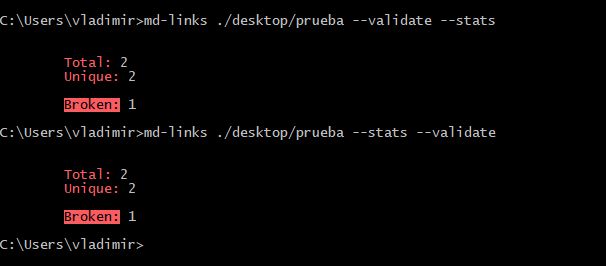 C:\Users\vladimir>md-links ./desktop/prueba --validate --stats
Total: 2
Unique: 2
Broken: 1
C:\Users\vladimir>md-links ./desktop/prueba --stats --validate
Total: 2
Unique: 2
Broken: 1
C:\Users\vladimir>